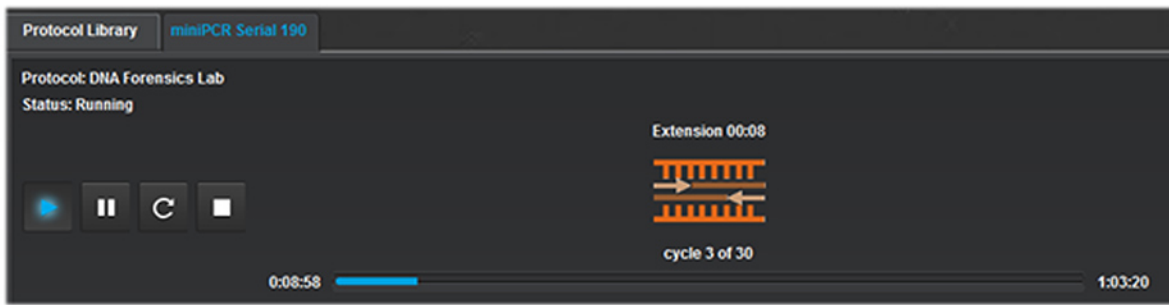 Protocol Library
miniPCR Serial 190
Protocol: DNA Forensics Lab
Status: Running
Extension 00:08
cycle 3 of 30
0:08:58
1:03:20